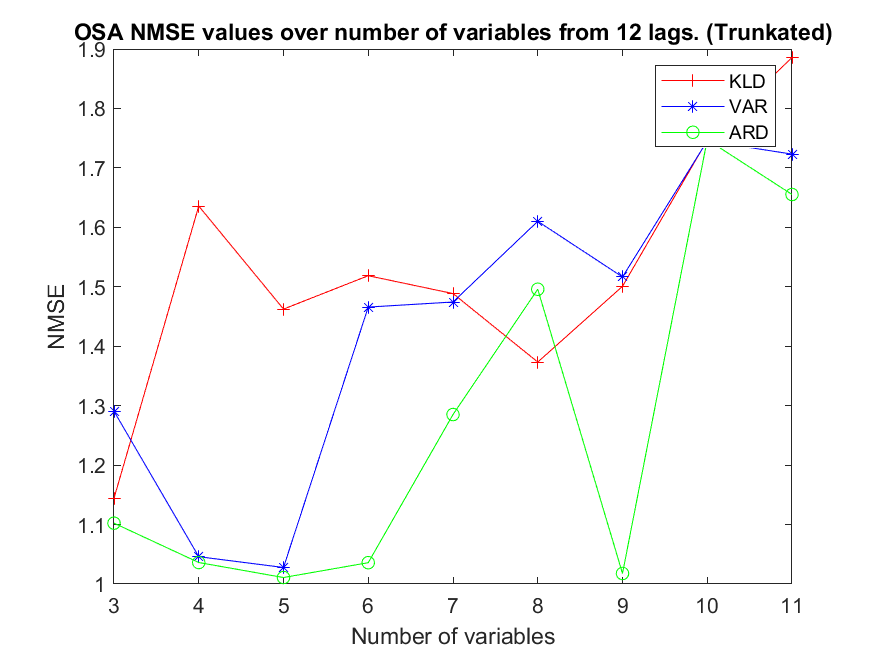 OSA NMSE values over number of variables from 12 lags. (Trunkated)
1.9
1.8
1.7
1.6
1.5
1.4
1.3
1.2
1.1
1
NMSE
KLD
VAR
ARD
3 4 5 6 7 8 9 10 11
Number of variables